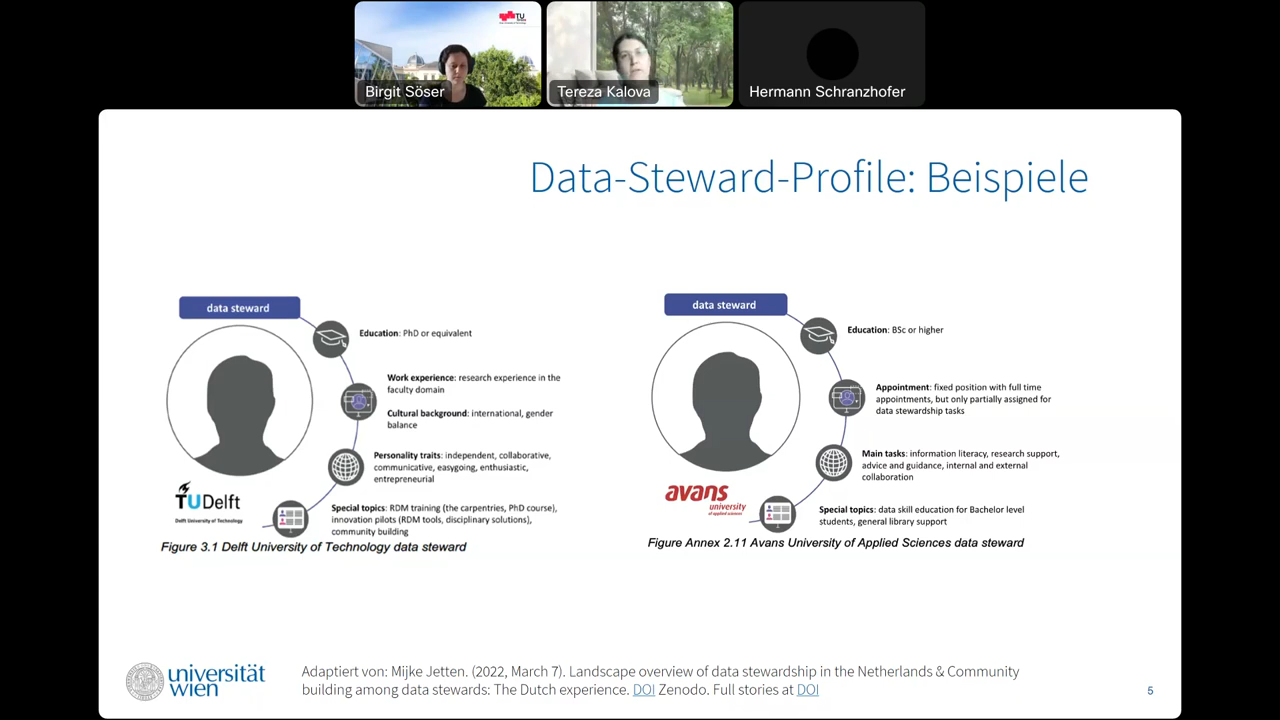 TU
Birgit Söser
Tereza Kalova
Hermann Schranzhofer
Data-Steward-Profile: Beispiele
data steward
Education: PhD or equivalent
Work experience: research experience in the
faculty domain
Cultural background: international, gender
balance
Personality traits: independent, collaborative,
communicative, easygoing, enthusiastic,
entrepreneurial
Special topics: RDM training (the carpentries, PhD course),
innovation pilots (RDM tools, disciplinary solutions),
community building
TUDelft
Delft University of Technology
Figure 3.1 Delft University of Technology data steward
data steward
Education: BSc or higher
Appointment: fixed position with full time
appointments, but only partially assigned for
data stewardship tasks
Main tasks: information literacy, research support,
advice and guidance, internal and external
collaboration
Special topics: data skill education for Bachelor level
students, general library support
avans
university
of applied sciences
Figure Annex 2.11 Avans University of Applied Sciences data steward
universität
wien
Adaptiert von: Mijke Jetten. (2022, March 7). Landscape overview of data stewardship in the Netherlands & Community
building among data stewards: The Dutch experience. DOI Zenodo. Full stories at DOI
5